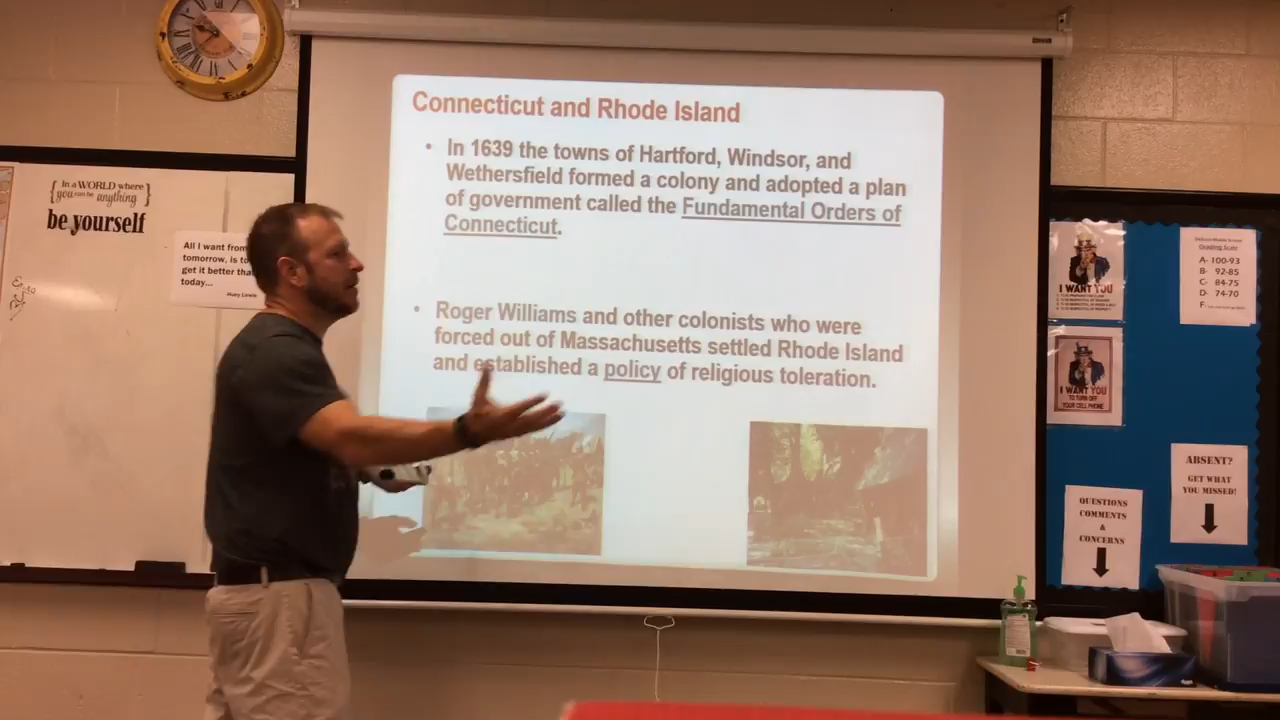 Connecticut and Rhode Island
• In 1639 the towns of Hartford, Windsor, and
Wethersfield formed a colony and adopted a plan
of government called the Fundamental Orders of
Connecticut.
• Roger Williams and other colonists who were
forced out of Massachusetts settled Rhode Island
and established a policy of religious toleration.
In a WORLD where
you can be anything
be yourself
All I want from
tomorrow, is to
get it better tha
today...
-Huey Lewis
I WANT YOU
I WANT YOU
TO TURN OFF
YOUR CELL PHONE
Grading Scale
A- 100-93
B- 92-85
C- 84-75
D- 74-70
F-
ABSENT?
GET WHAT
YOU MISSED!
QUESTIONS
COMMENTS
&
CONCERNS